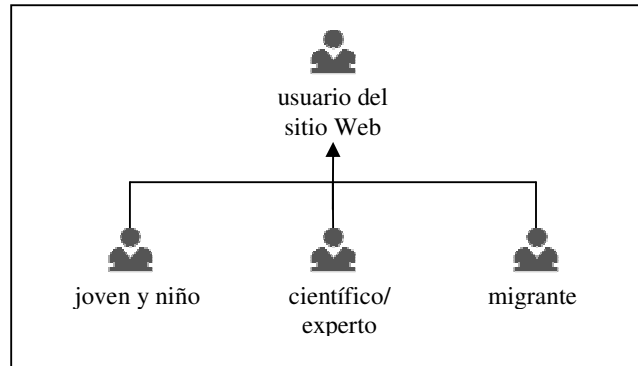 usuario del
sitio Web
joven y niño
científico/
experto
migrante